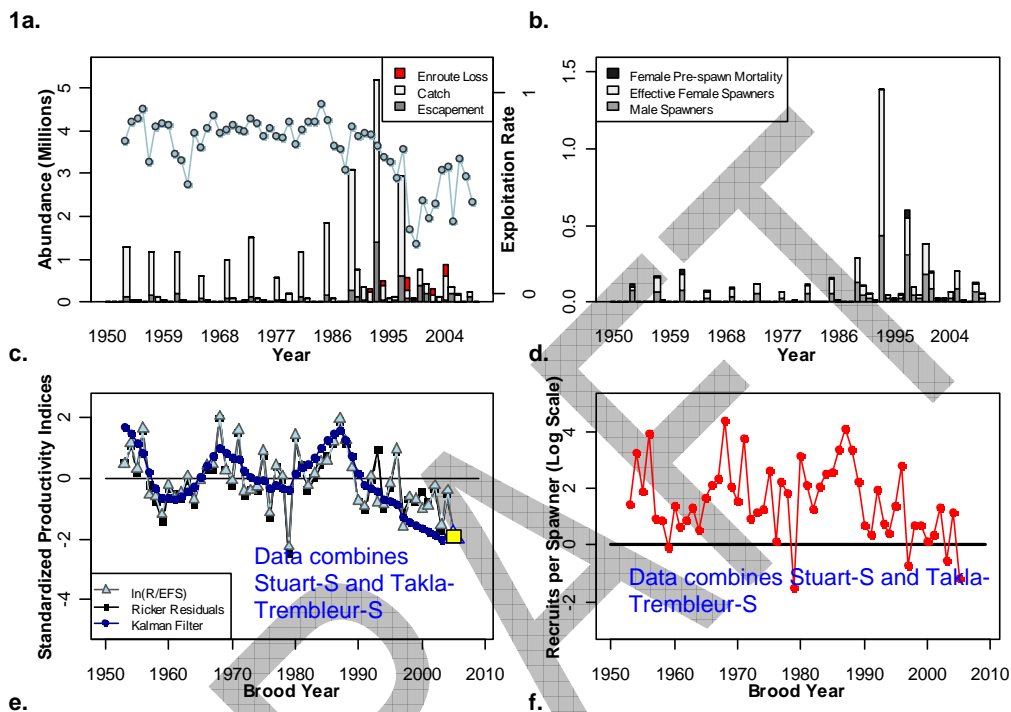 1a.
b.
Enroute Loss
Catch
Escapement
Abundance (Millions)
5
4
3
2
1
0
1
0
Exploitation Rate
1950 1959 1968 1977 1986 1995 2004
Year
Female Pre-spawn Mortality
Effective Female Spawners
Male Spawners
1.5
1.0
0.5
0.0
1950 1959 1968 1977 1986 1995 2004
Year
c.
d.
Standardized Productivity Indices
2
0
-2
-4
Data combines
Stuart-S and Takla-
Trembleur-S
ln(R/EFS)
Ricker Residuals
Kalman Filter
1950 1960 1970 1980 1990 2000 2010
Brood Year
Recruits per Spawner (Log Scale)
4
2
0
-2
Data combines Stuart-S and Takla-
Trembleur-S
1950 1960 1970 1980 1990 2000 2010
Brood Year
e.
f.
DRAFT